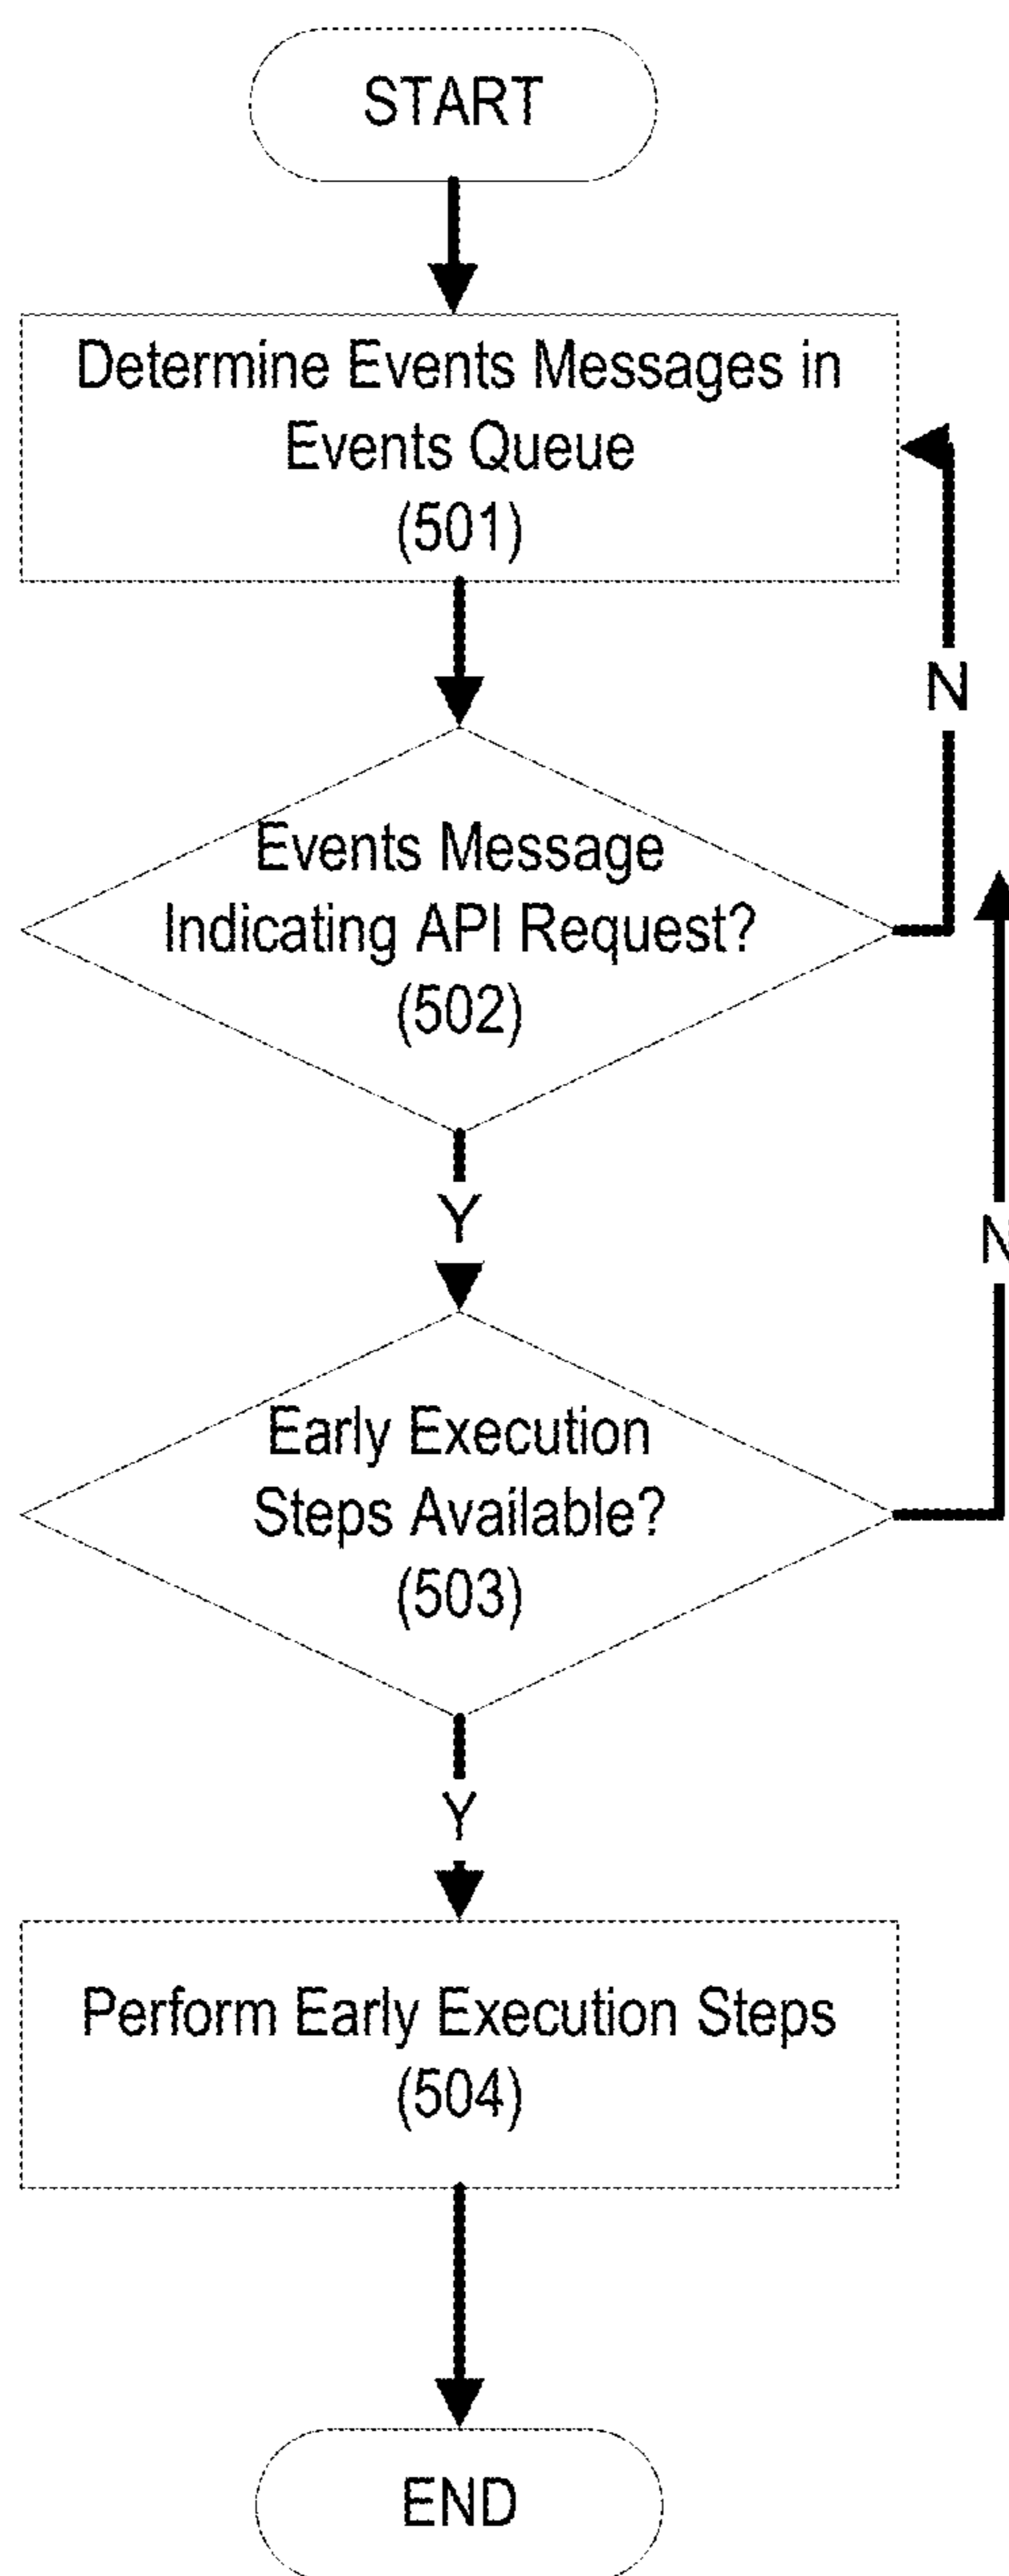 START
Determine Events Messages in
Events Queue
(501)
N
Events Message
Indicating API Request?
(502)
Y
N
Early Execution
Steps Available?
(503)
Y
Perform Early Execution Steps
(504)
END